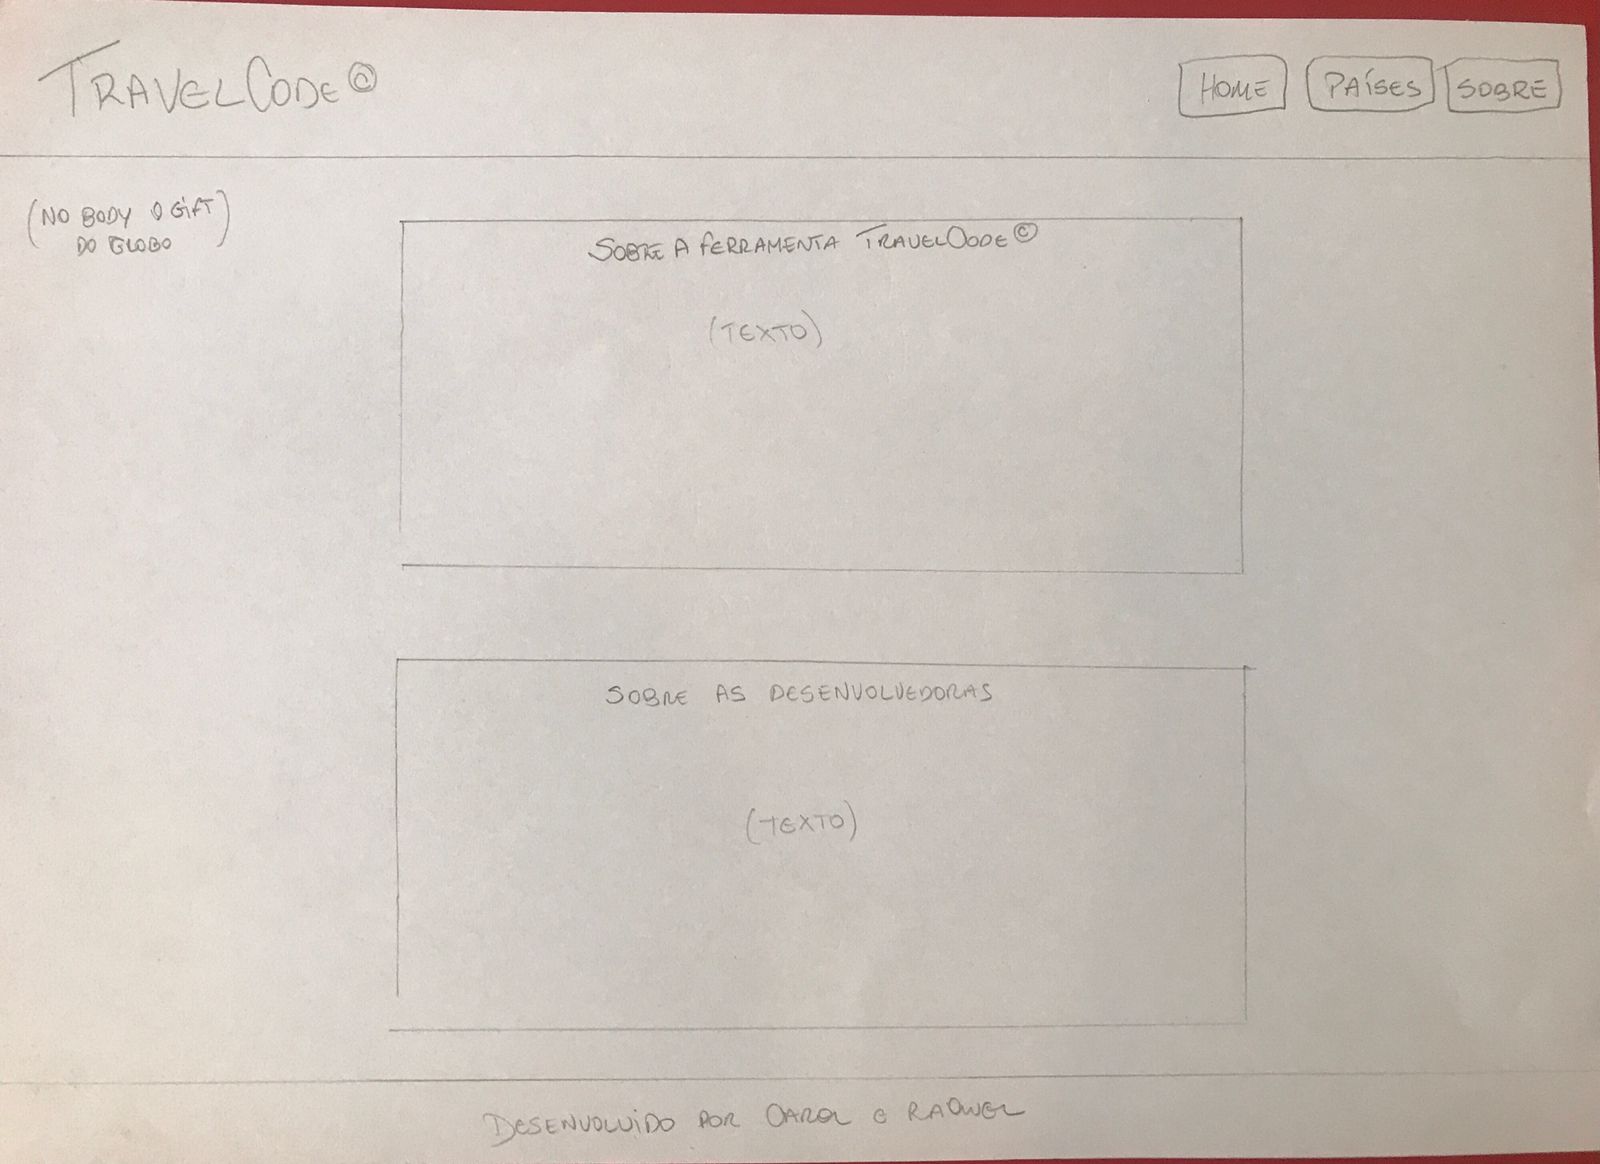 TRAVELCODE ©
HOME
PAÍSES
SOBRE
(NO BODY O GIFT)
DO GLOBO
SOBRE A FERRAMENTA TRAVELCODE ©
(TEXTO)
SOBRE AS DESENVOLVEDORAS
(TEXTO)
DESENVOLVIDO POR CAROL E RAQUEL